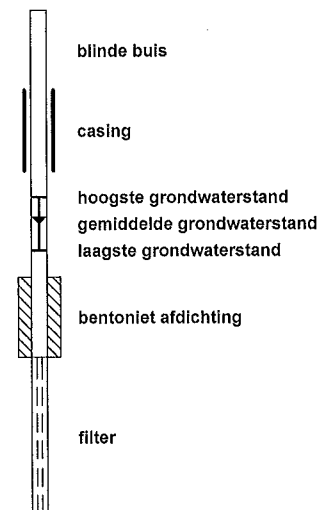 blinde buis
casing
hoogste grondwaterstand
gemiddelde grondwaterstand
laagste grondwaterstand
bentoniet afdichting
filter